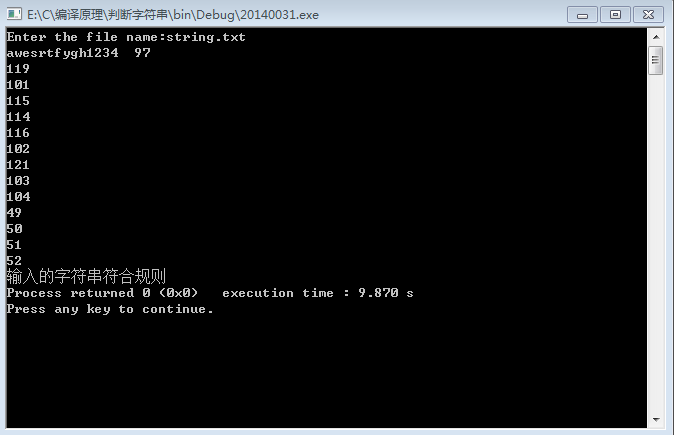 E:\C\编译原理\判断字符串\bin\Debug\20140031.exe
Enter the file name:string.txt
awesrtfygh1234  97
119
101
115
114
116
102
121
103
104
49
50
51
52
输入的字符串符合规则
Process returned 0 (0x0)   execution time : 9.870 s
Press any key to continue.